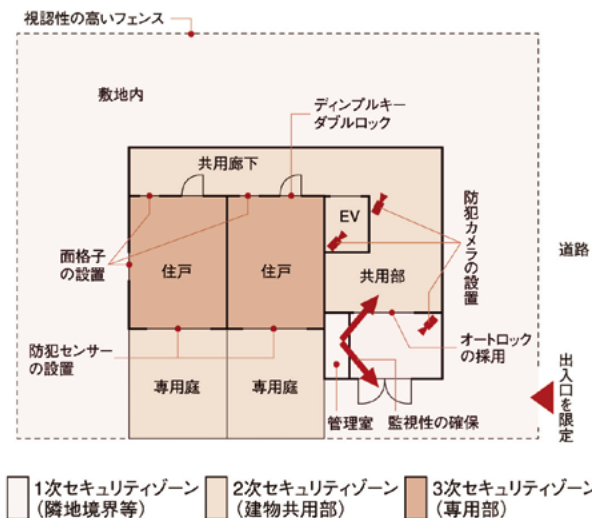 視認性の高いフェンス
敷地内
ディンプルキー
ダブルロック
共用廊下
EV
防犯カメラの設置
道路
面格子
の設置
住戸
住戸
共用部
防犯センサー
の設置
オートロック
の採用
専用庭
専用庭
管理室
監視性の確保
出入口を限定
1次セキュリティゾーン
(隣地境界等)
2次セキュリティゾーン
(建物共用部)
3次セキュリティゾーン
(専用部)